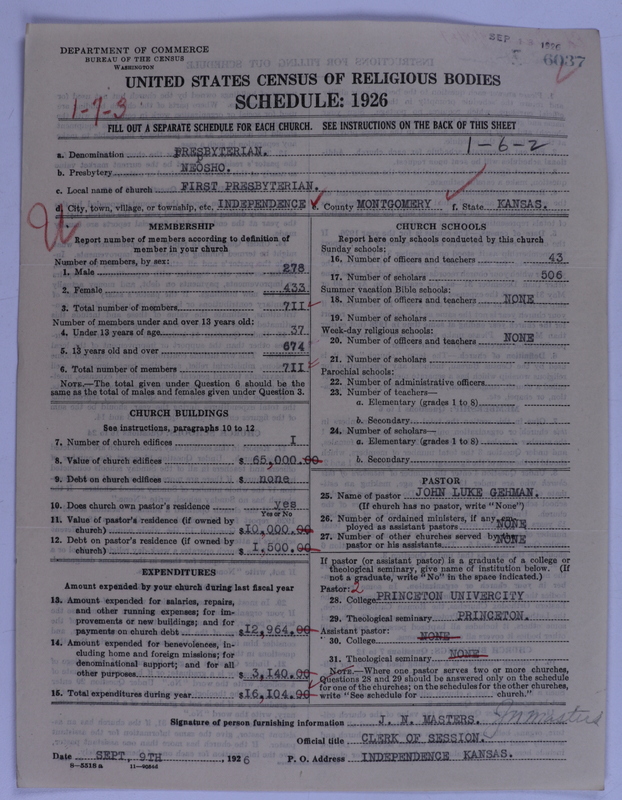 SEP 1926
5 6037
DEPARTMENT OF COMMERCE
BUREAU OF THE CENSUS
WASHINGTON
UNITED STATES CENSUS OF RELIGIOUS BODIES
SCHEDULE: 1926
1-7-3
FILL OUT A SEPARATE SCHEDULE FOR EACH CHURCH. SEE INSTRUCTIONS ON THE BACK OF THIS SHEET
1-6-2
a. Denomination PRESBYTERIAN.
b. Presbytery NEOSHO.
c. Local name of church FIRST PRESBYTERIAN.
d. City, town, village, or township, etc. INDEPENDENCE e. County MONTGOMERY f. State KANSAS.
MEMBERSHIP
Report number of members according to definition of
member in your church
Number of members, by sex:
1. Male 278
2. Female 433
3. Total number of members 7II
Number of members under and over 13 years old:
4. Under 13 years of age 37
5. 13 years old and over 674
6. Total number of members 7II
NOTE.—The total given under Question 6 should be the
same as the total of males and females given under Question 3.
CHURCH BUILDINGS
See instructions, paragraphs 10 to 12
7. Number of church edifices I
8. Value of church edifices $ 65,000.00
9. Debt on church edifices $ none
10. Does church own pastor's residence yes
Yes or No
11. Value of pastor's residence (if owned by
church) $ I0,000.00
12. Debt on pastor's residence (if owned by
church) $ I,500.00
EXPENDITURES
Amount expended by your church during last fiscal year
13. Amount expended for salaries, repairs,
and other running expenses; for im-
provements or new buildings; and for
payments on church debt $ I2,964.00
14. Amount expended for benevolences, in-
cluding home and foreign missions; for
denominational support; and for all
other purposes $ 3,I40.00
15. Total expenditures during year $ I6,I04.00
CHURCH SCHOOLS
Report here only schools conducted by this church
Sunday schools:
16. Number of officers and teachers 43
17. Number of scholars 506
Summer vacation Bible schools:
18. Number of officers and teachers NONE
19. Number of scholars
Week-day religious schools:
20. Number of officers and teachers NONE
21. Number of scholars
Parochial schools:
22. Number of administrative officers
23. Number of teachers—
a. Elementary (grades 1 to 8)
b. Secondary
24. Number of scholars—
a. Elementary (grades 1 to 8)
b. Secondary
PASTOR
25. Name of pastor JOHN LUKE GEHMAN.
(If church has no pastor, write "None")
26. Number of ordained ministers, if any, em-
ployed as assistant pastors NONE
27. Number of other churches served by the
pastor or his assistants NONE
If pastor (or assistant pastor) is a graduate of a college or
theological seminary, give name of institution below. (If
not a graduate, write "No" in the space indicated.)
Pastor: 2
28. College PRINCETON UNIVERCITY
29. Theological seminary PRINCETON.
Assistant pastor:
30. College NONE
31. Theological seminary NONE
NOTE.—Where one pastor serves two or more churches,
Questions 28 and 29 should be answered only on the schedule
for one of the churches; on the schedules for the other churches,
write "See schedule for church."
Signature of person furnishing information J. N. MASTERS. J N Masters
Official title CLERK OF SESSION.
Date SEPT, 9TH, 1926 P. O. Address INDEPENDENCE KANSAS.
8—5518 a